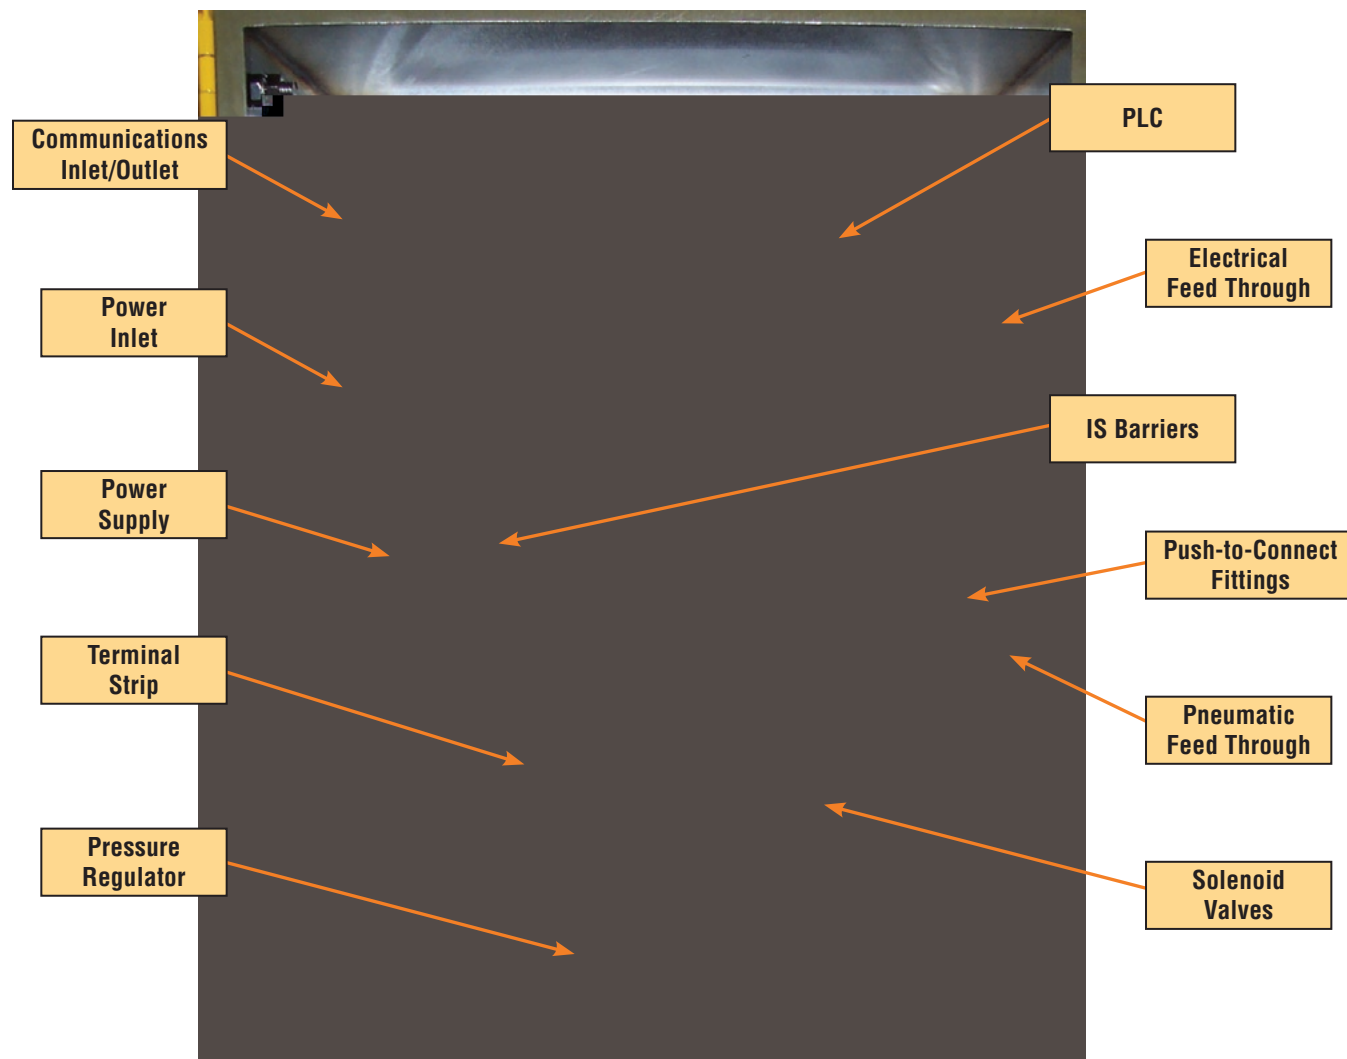 Communications
Inlet/Outlet
Power
Inlet
Power
Supply
Terminal
Strip
Pressure
Regulator
PLC
Electrical
Feed Through
IS Barriers
Push-to-Connect
Fittings
Pneumatic
Feed Through
Solenoid
Valves